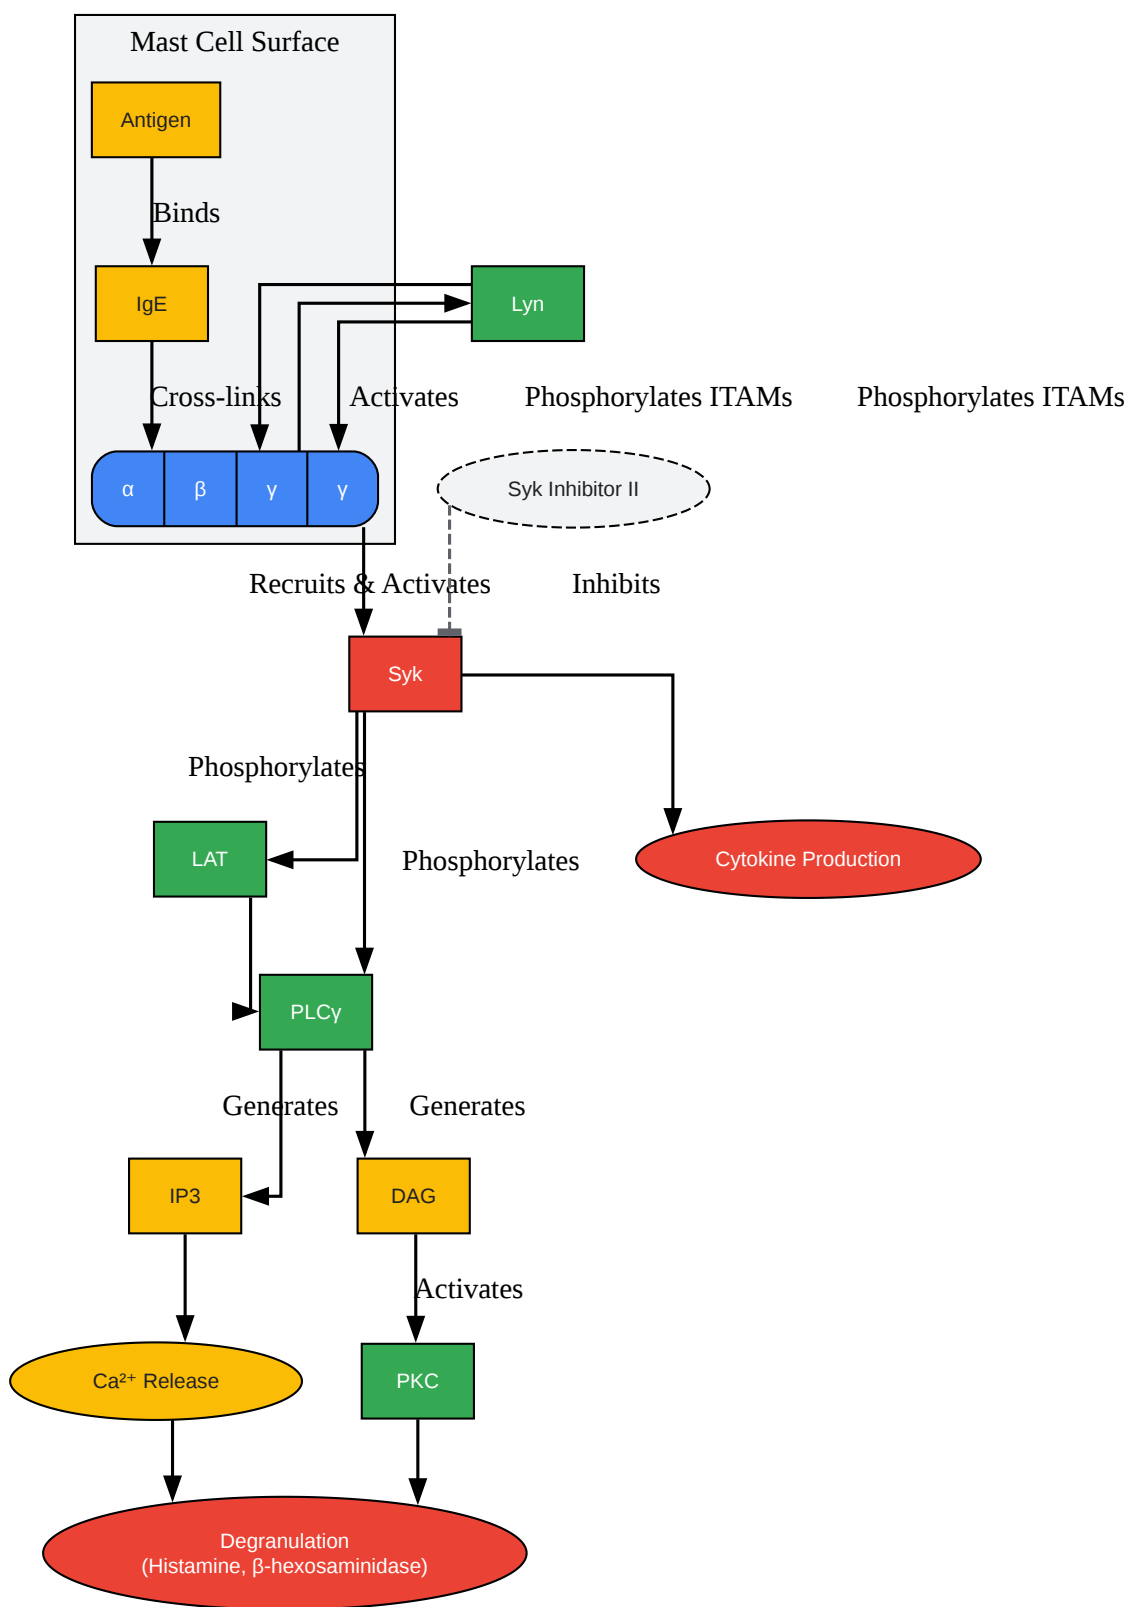 Mast Cell Surface
Antigen
Binds
IgE
Lyn
Cross-links
Activates
Phosphorylates ITAMs
Phosphorylates ITAMs
α
β
γ
γ
Syk Inhibitor II
Recruits & Activates
Inhibits
Syk
Phosphorylates
LAT
Phosphorylates
Cytokine Production
PLCγ
Generates
Generates
IP3
DAG
Activates
Ca²⁺ Release
PKC
Degranulation
(Histamine, β-hexosaminidase)